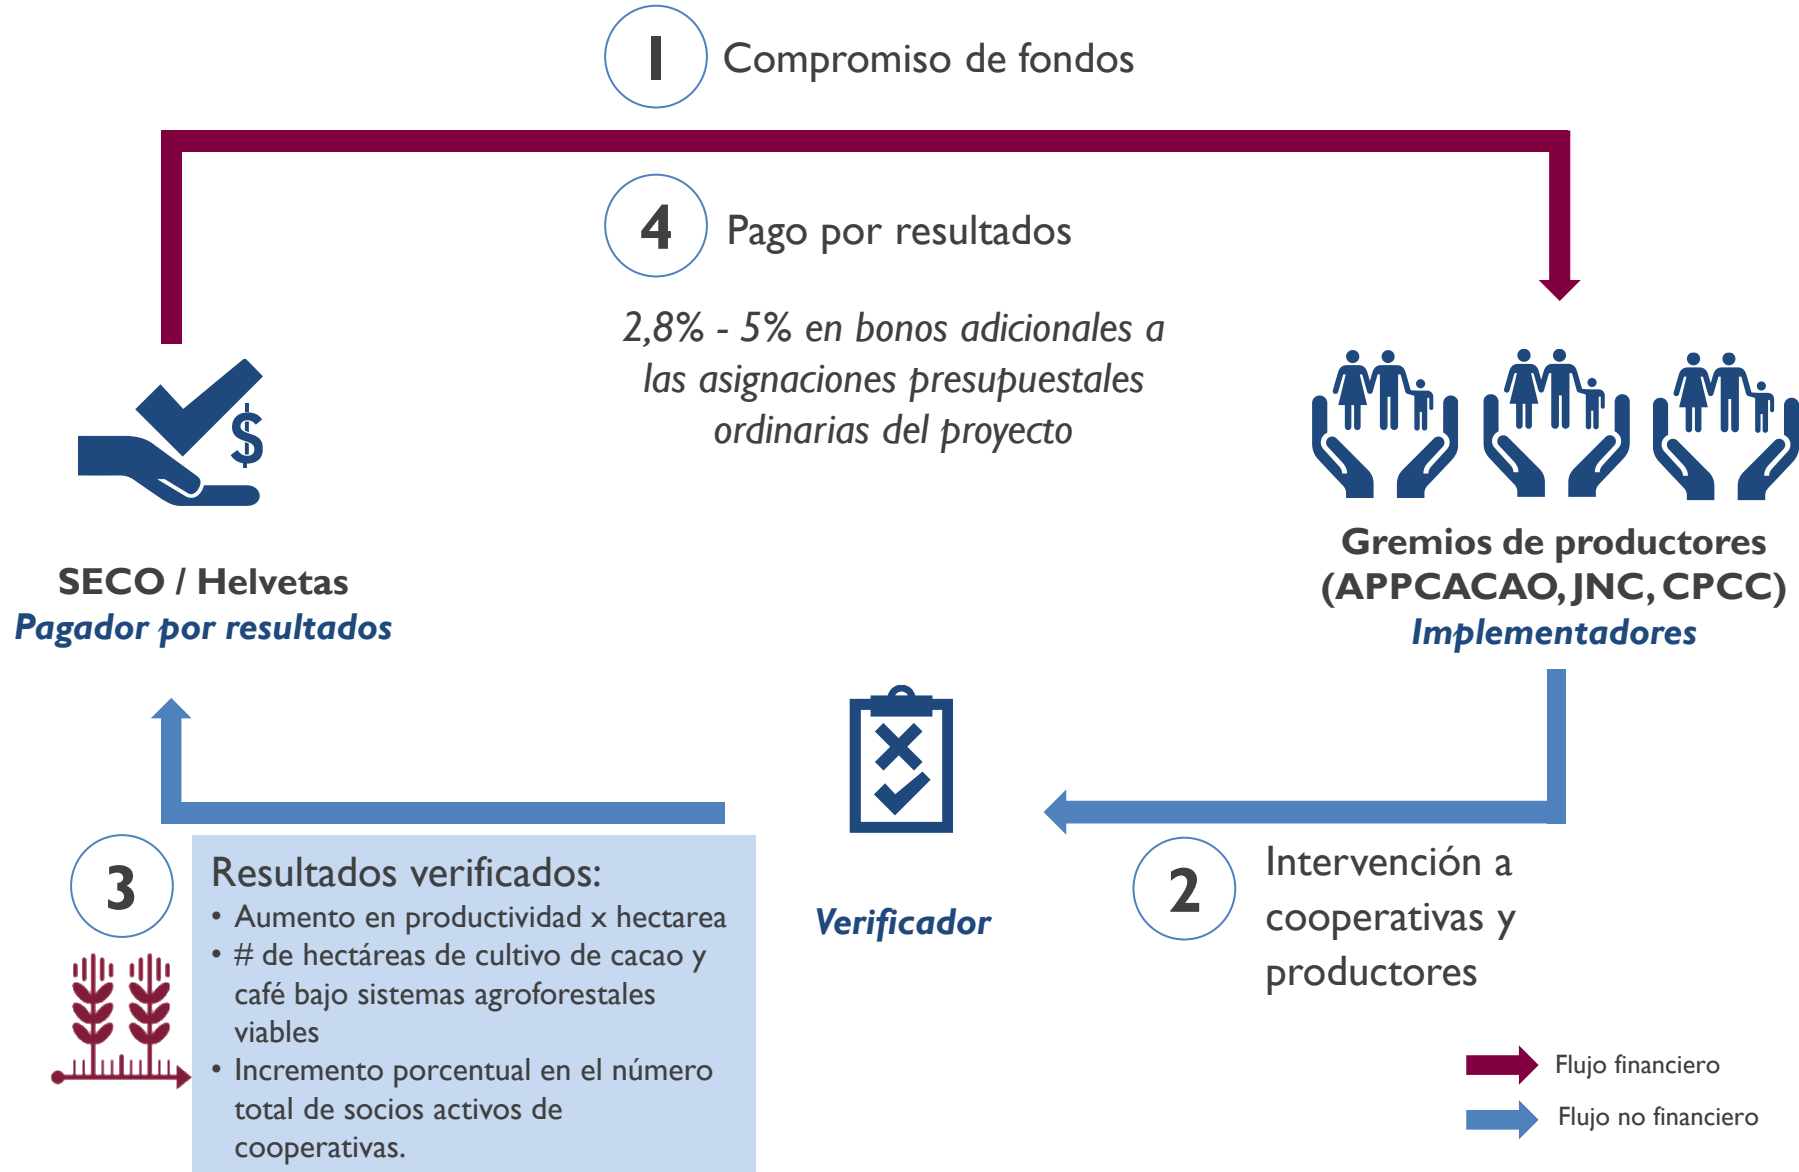 1 Compromiso de fondos
4 Pago por resultados
2,8% - 5% en bonos adicionales a
las asignaciones presupuestales
ordinarias del proyecto
$
SECO / Helvetas
Pagador por resultados
Gremios de productores
(APPCACAO, JNC, CPCC)
Implementadores
Verificador
2
Intervención a
cooperativas y
productores
3
Resultados verificados:
• Aumento en productividad x hectarea
• # de hectáreas de cultivo de cacao y
café bajo sistemas agroforestales
viables
• Incremento porcentual en el número
total de socios activos de
cooperativas.
Flujo financiero
Flujo no financiero